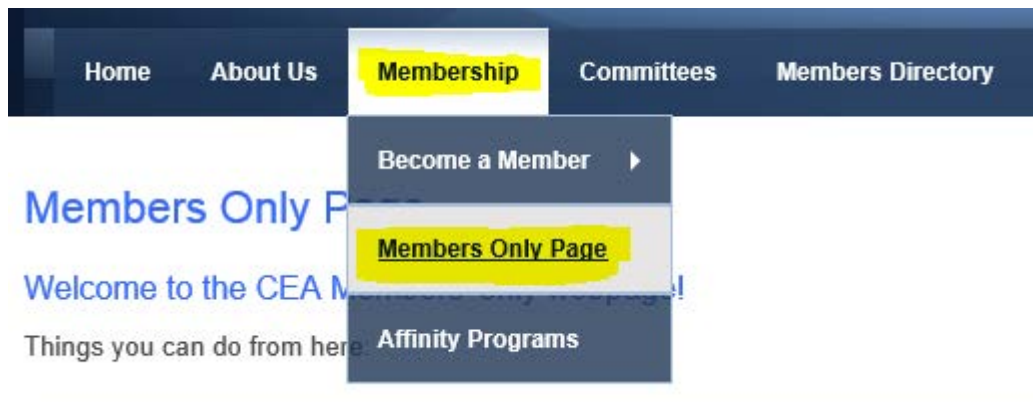 Home About Us Membership Committees Members Directory
Become a Member
Members Only P
Members Only Page
Welcome to the CEA M
Things you can do from here
Affinity Programs